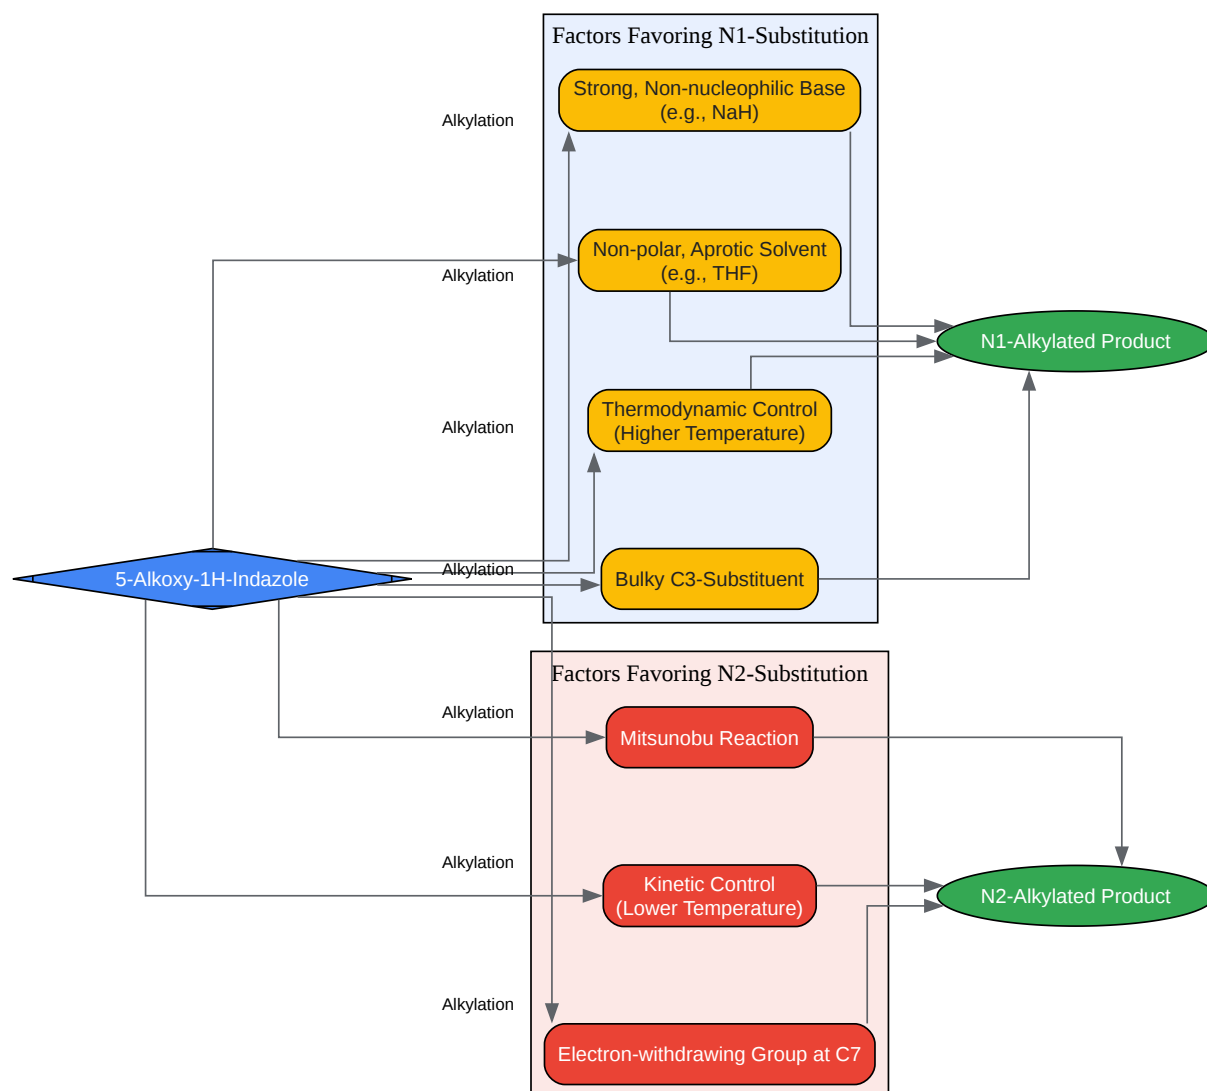 Factors Favoring N1-Substitution
Strong, Non-nucleophilic Base
(e.g., NaH)
Alkylation
Non-polar, Aprotic Solvent
(e.g., THF)
Alkylation
N1-Alkylated Product
Thermodynamic Control
(Higher Temperature)
Alkylation
Alkylation
5-Alkoxy-1H-Indazole
Bulky C3-Substituent
Factors Favoring N2-Substitution
Alkylation
Mitsunobu Reaction
Alkylation
Kinetic Control
(Lower Temperature)
N2-Alkylated Product
Alkylation
Electron-withdrawing Group at C7